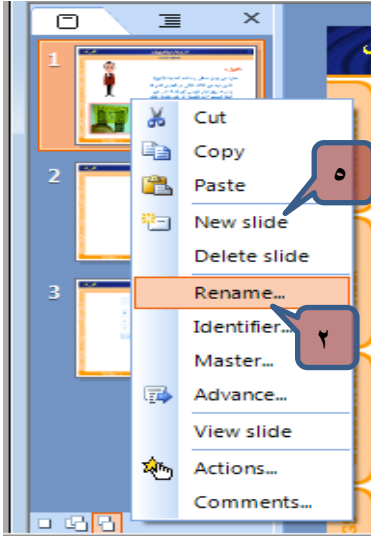 1
Cut
Copy
Paste
٥
2
New slide
Delete slide
3
Rename...
Identifier...
٢
Master...
Advance...
View slide
Actions...
Comments...